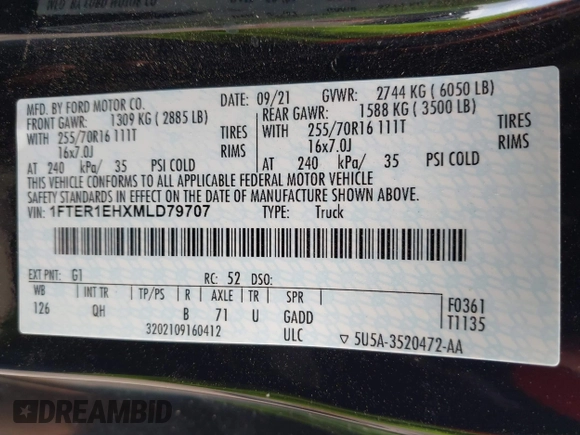 MFD. BY FORD MOTOR CO.
DATE: 09/21 GVWR: 2744 KG ( 6050 LB)
FRONT GAWR: 1309 KG ( 2885 LB)
REAR GAWR: 1588 KG ( 3500 LB)
WITH 255/70R16 111T TIRES
WITH 255/70R16 111T TIRES
16x7.0J RIMS
16x7.0J RIMS
AT 240 kPa/ 35 PSI COLD
AT 240 kPa/ 35 PSI COLD
THIS VEHICLE CONFORMS TO ALL APPLICABLE FEDERAL MOTOR VEHICLE
SAFETY STANDARDS IN EFFECT ON THE DATE OF MANUFACTURE SHOWN ABOVE.
VIN: 1FTER1EHXMLD79707 TYPE: Truck
EXT PNT: G1 RC: 52 DSO:
WB INT TR TP/PS R AXLE TR SPR
126 QH B 71 U GADD
F0361
T1135
3202109160412 ULC ▽ 5U5A-3520472-AA
DREAMBID